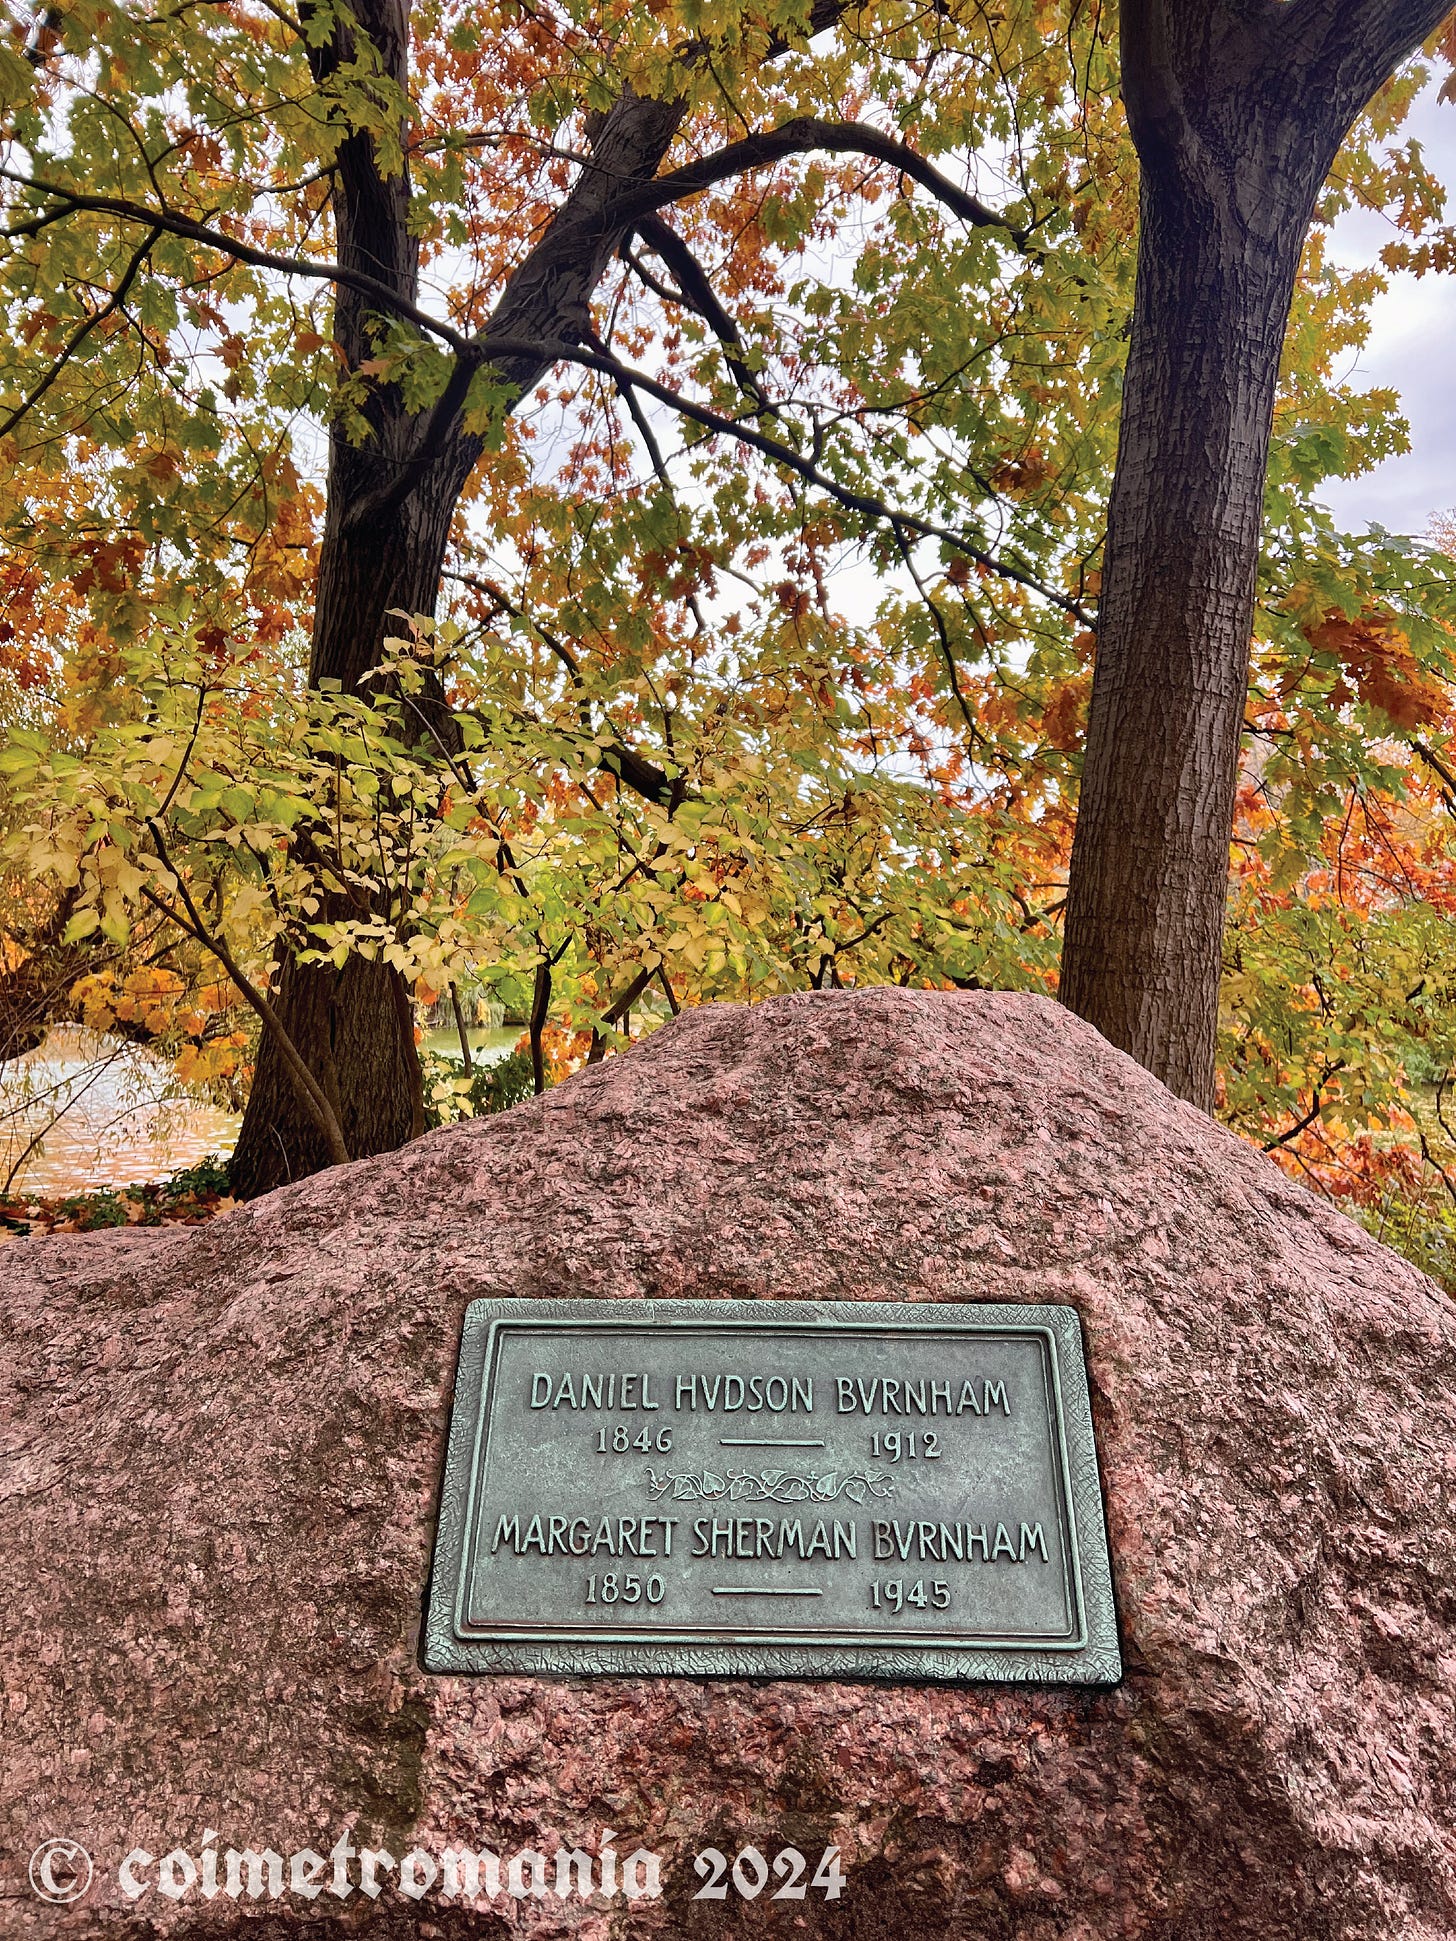 DANIEL HVDSON BVRNHAM
1846 — 1912
MARGARET SHERMAN BVRNHAM
1850 — 1945
© coimetromania 2024